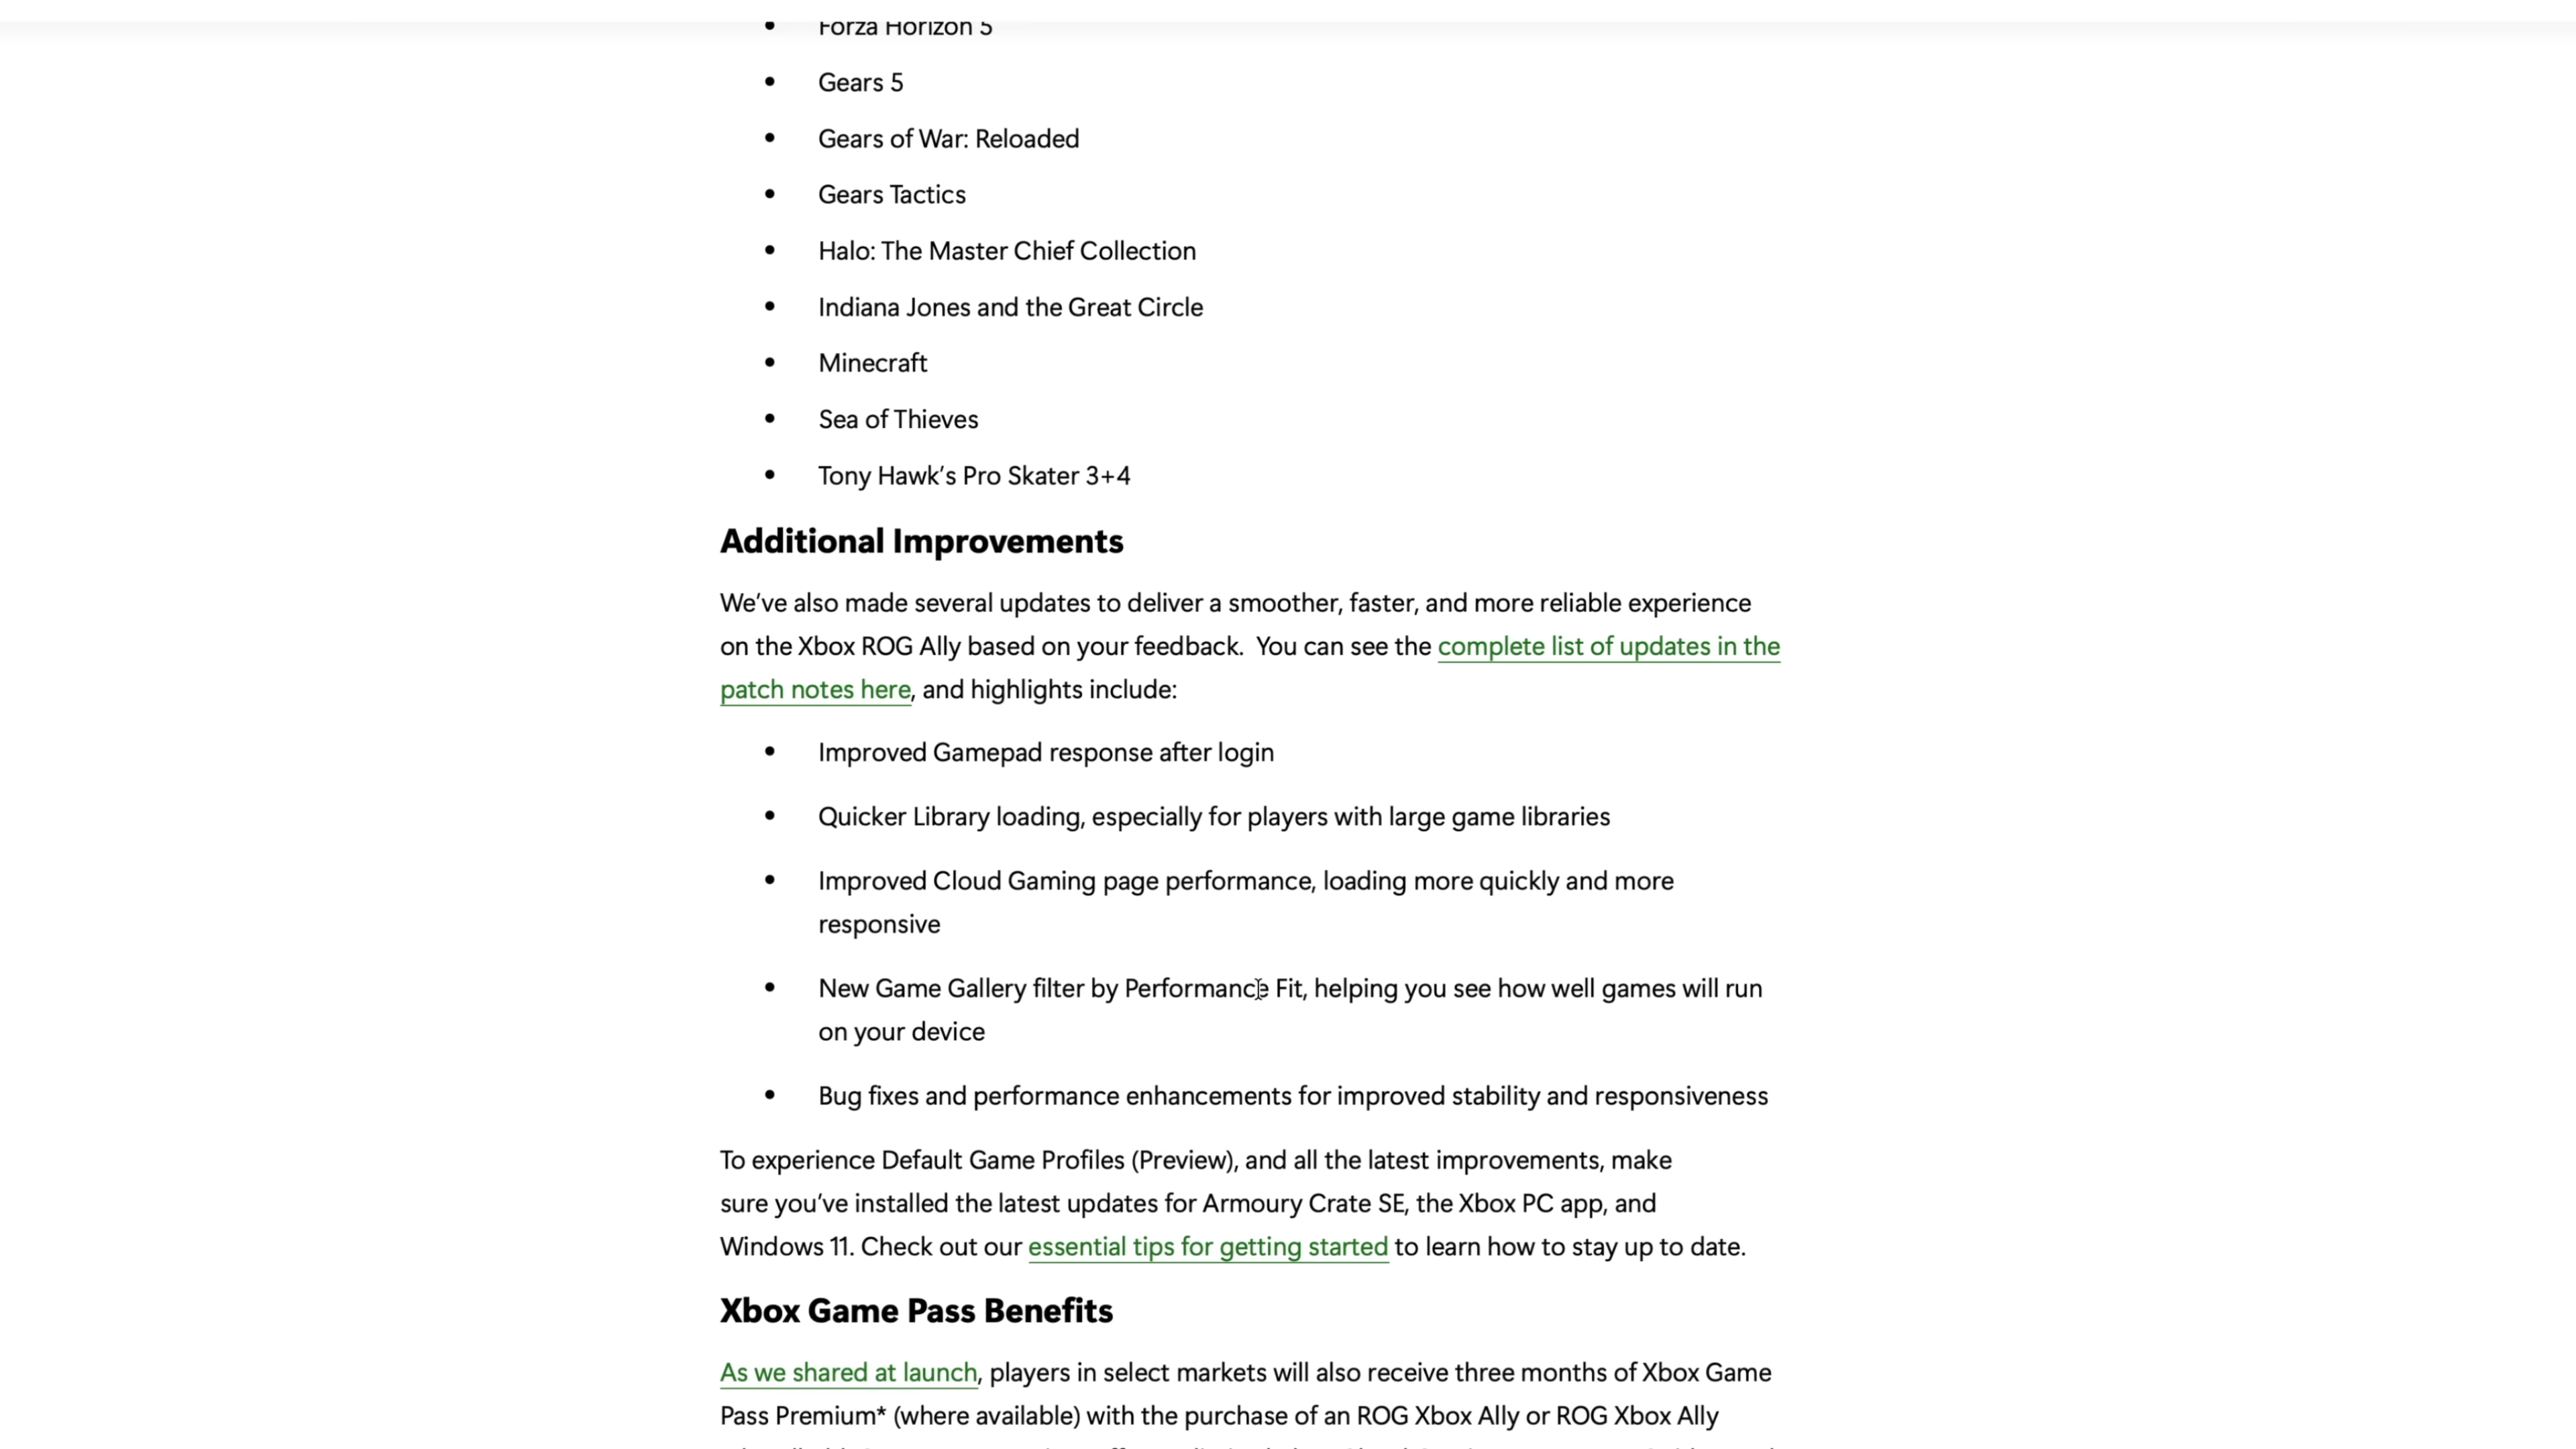 Forza Horizon 5
Gears 5
Gears of War: Reloaded
Gears Tactics
Halo: The Master Chief Collection
Indiana Jones and the Great Circle
Minecraft
Sea of Thieves
Tony Hawk’s Pro Skater 3+4
Additional Improvements
We’ve also made several updates to deliver a smoother, faster, and more reliable experience
on the Xbox ROG Ally based on your feedback.  You can see the complete list of updates in the
patch notes here, and highlights include:
Improved Gamepad response after login
Quicker Library loading, especially for players with large game libraries
Improved Cloud Gaming page performance, loading more quickly and more
responsive
New Game Gallery filter by Performance Fit, helping you see how well games will run
on your device
Bug fixes and performance enhancements for improved stability and responsiveness
To experience Default Game Profiles (Preview), and all the latest improvements, make
sure you’ve installed the latest updates for Armoury Crate SE, the Xbox PC app, and
Windows 11. Check out our essential tips for getting started to learn how to stay up to date.
Xbox Game Pass Benefits
As we shared at launch, players in select markets will also receive three months of Xbox Game
Pass Premium* (where available) with the purchase of an ROG Xbox Ally or ROG Xbox Ally